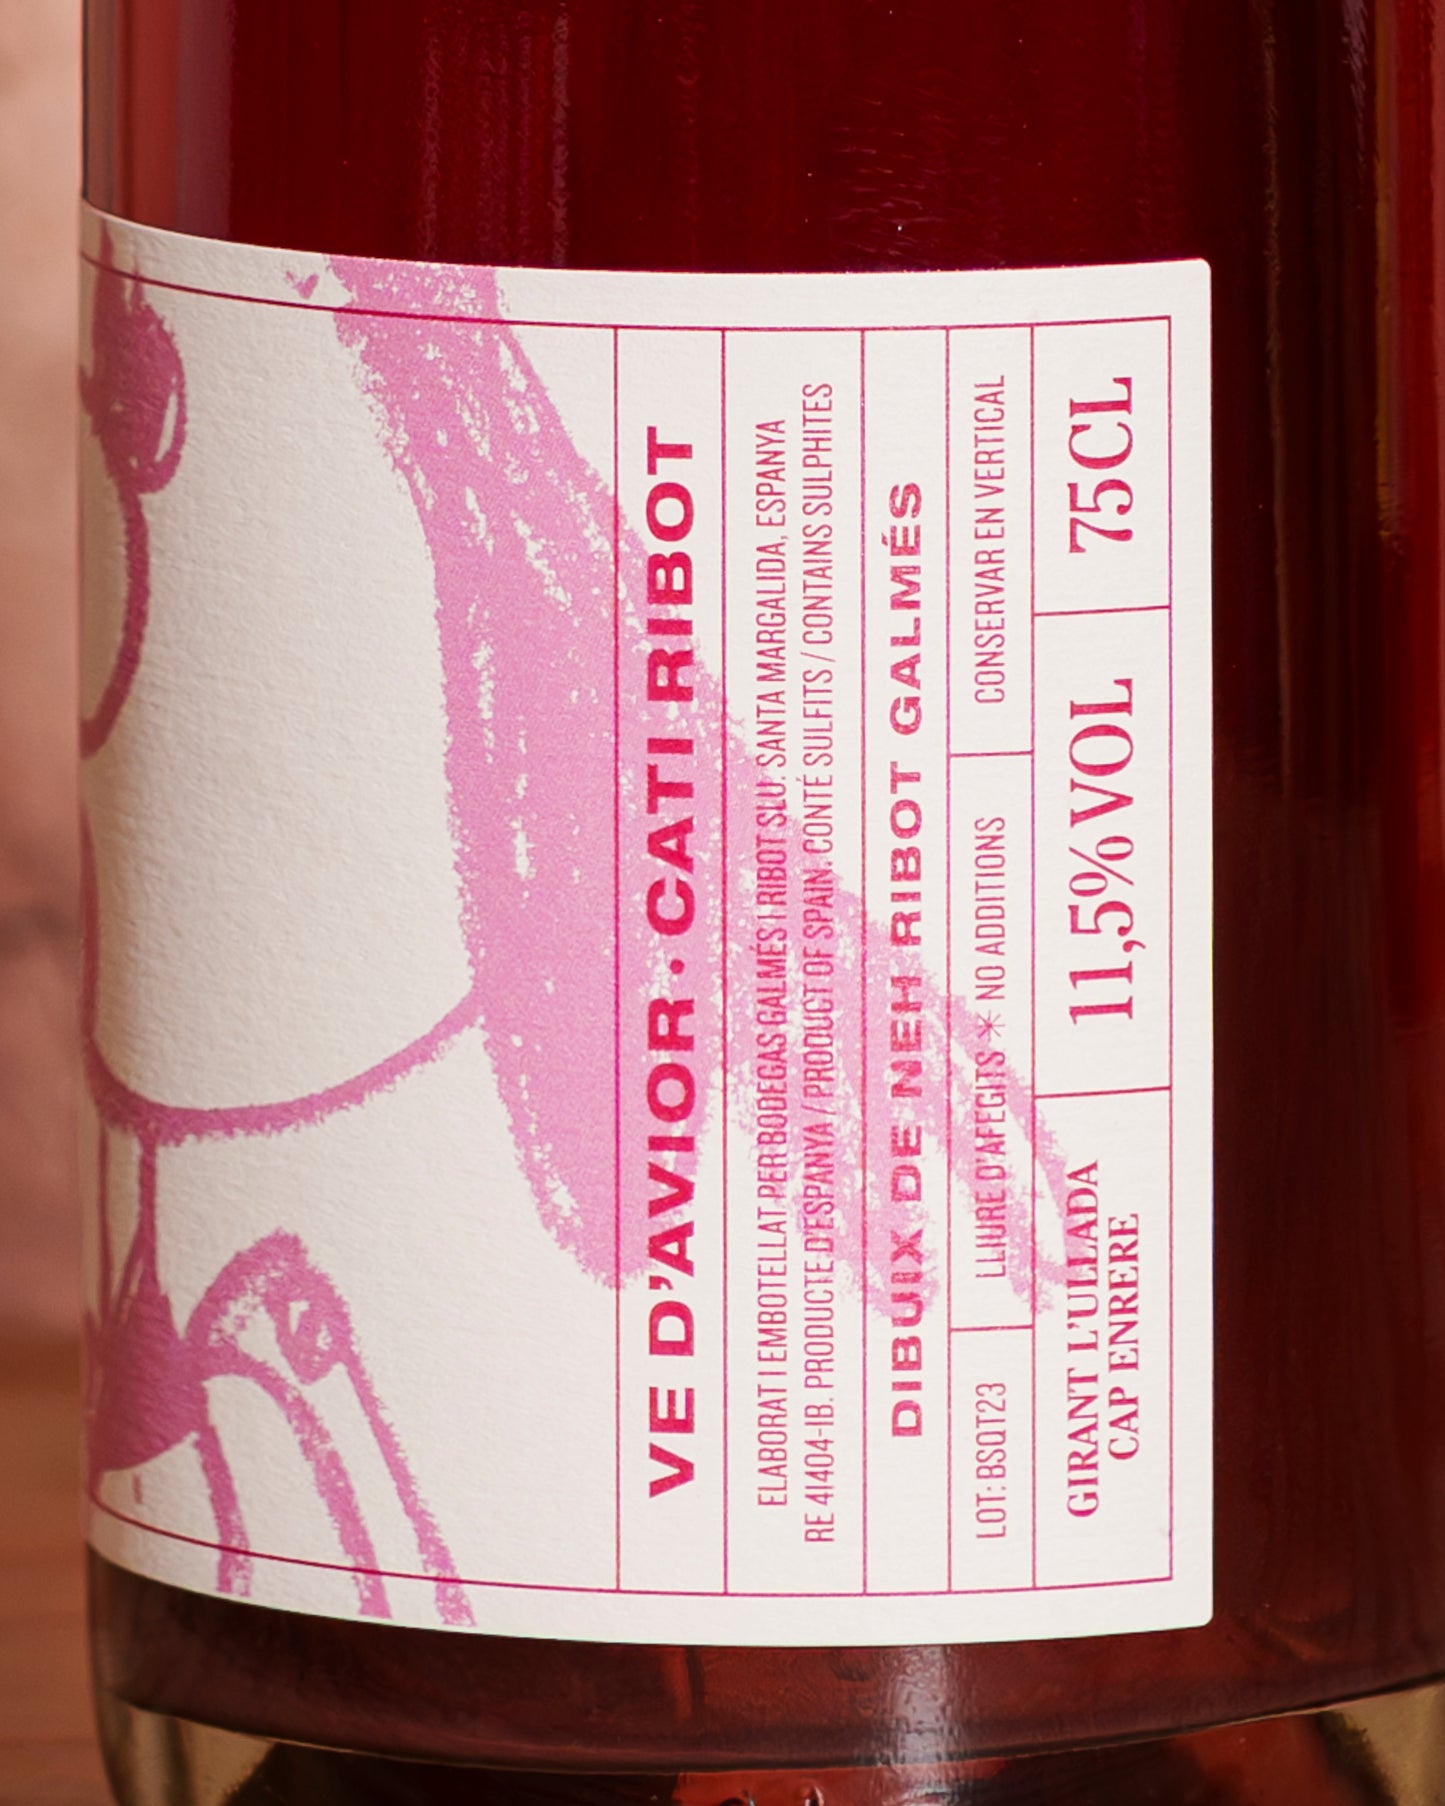 VE D'AVIOR · CATI RIBOT
ELABORAT I EMBOTELLAT PER BODEGAS GALMÉS I RIBOT SLU. SANTA MARGALIDA, ESPANYA
RE 41404-IB. PRODUCTE D'ESPANYA / PRODUCT OF SPAIN. CONTÉ SULFITS / CONTAINS SULPHITES
DIBUIX DE NEH RIBOT GALMÉS
LOT: BSQT23
LLIURE D'AFEGITS * NO ADDITIONS
CONSERVAR EN VERTICAL
GIRANT L'ULLADA
CAP ENRERE
11,5% VOL
75CL